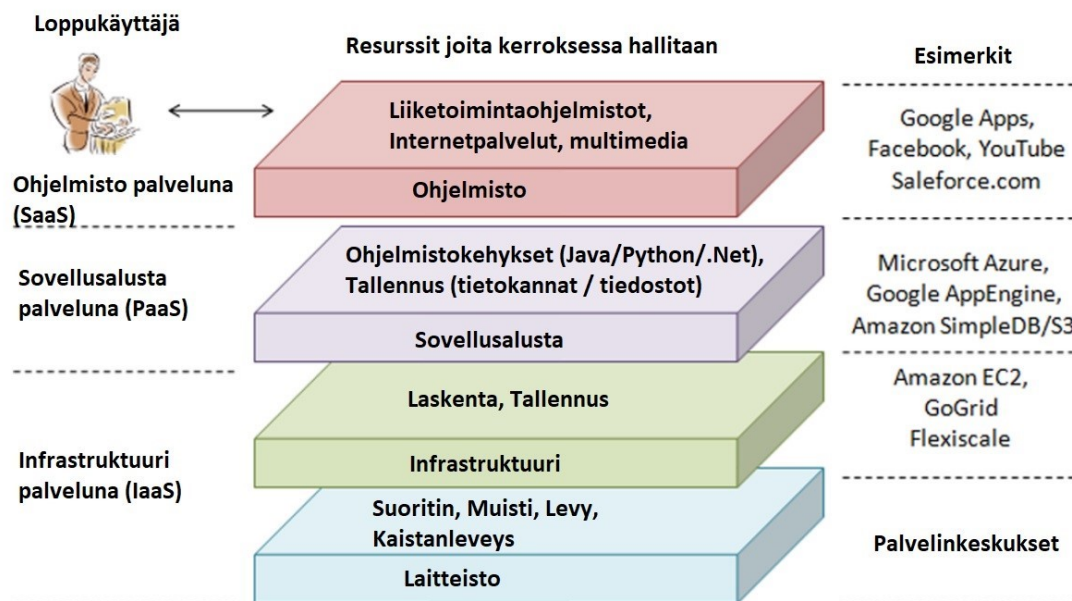 Loppukäyttäjä
Resurssit joita kerroksessa hallitaan
Esimerkit
Liiketoimintaohjelmistot,
Internetpalvelut, multimedia
Ohjelmisto
Google Apps,
Facebook, YouTube
Saleforce.com
Ohjelmisto palveluna
(SaaS)
Ohjelmistokehykset (Java/Python/.Net),
Tallennus (tietokannat / tiedostot)
Sovellusalusta
Sovellusalusta
palveluna (PaaS)
Microsoft Azure,
Google AppEngine,
Amazon SimpleDB/S3
Laskenta, Tallennus
Infrastruktuuri
Amazon EC2,
GoGrid
Flexiscale
Infrastruktuuri
palveluna (IaaS)
Suoritin, Muisti, Levy,
Kaistanleveys
Laitteisto
Palvelinkeskukset